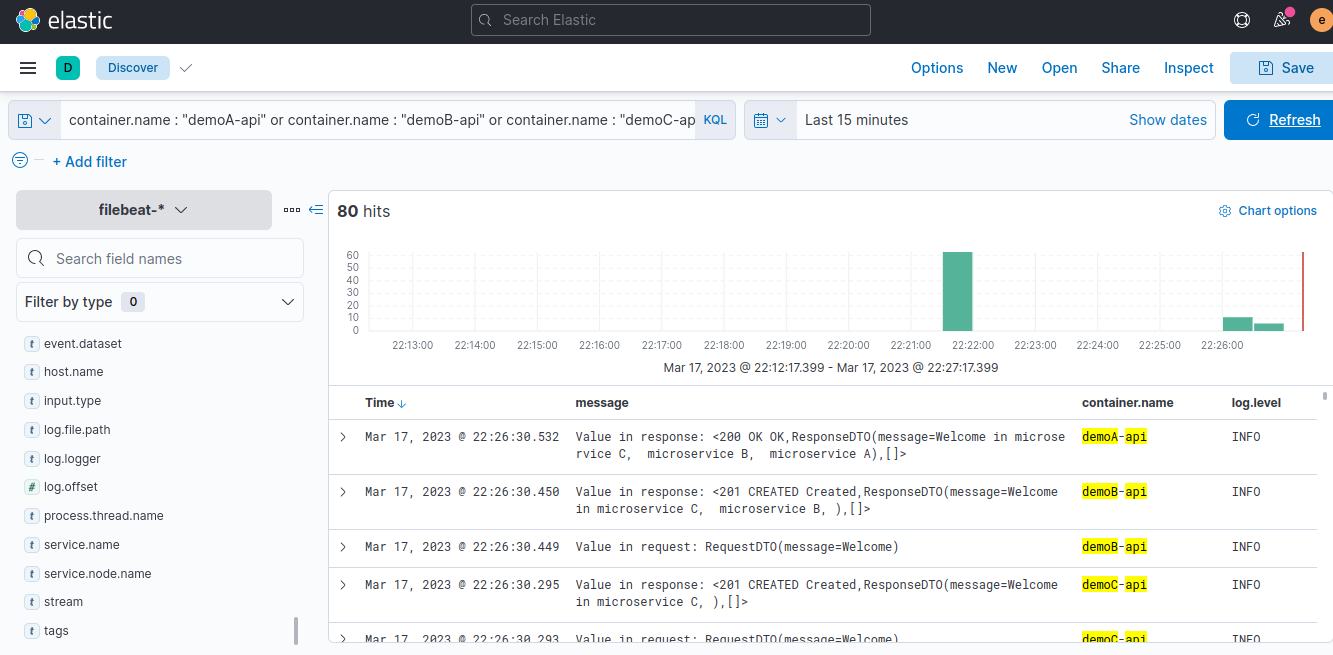 elastic
Search Elastic
e
D
Discover
Options
New
Open
Share
Inspect
Save
container.name : "demoA-api" or container.name : "demoB-api" or container.name : "demoC-ap
KQL
Last 15 minutes
Show dates
Refresh
+ Add filter
filebeat-*
Search field names
Filter by type 0
t event.dataset
t host.name
t input.type
t log.file.path
t log.logger
# log.offset
t process.thread.name
t service.name
t service.node.name
t stream
t tags
80 hits
Chart options
60
50
40
30
20
10
0
22:13:00 22:14:00 22:15:00 22:16:00 22:17:00 22:18:00 22:19:00 22:20:00 22:21:00 22:22:00 22:23:00 22:24:00 22:25:00 22:26:00
Mar 17, 2023 @ 22:12:17.399 - Mar 17, 2023 @ 22:27:17.399
Time message container.name log.level
Mar 17, 2023 @ 22:26:30.532 Value in response: <200 OK OK,ResponseDTO(message=Welcome in microse demoA-api INFO
rvice C,  microservice B,  microservice A),[]>
Mar 17, 2023 @ 22:26:30.450 Value in response: <201 CREATED Created,ResponseDTO(message=Welcome demoB-api INFO
in microservice C,  microservice B, ),[]>
Mar 17, 2023 @ 22:26:30.449 Value in request: RequestDTO(message=Welcome) demoB-api INFO
Mar 17, 2023 @ 22:26:30.295 Value in response: <201 CREATED Created,ResponseDTO(message=Welcome demoC-api INFO
in microservice C, ),[]>
Mar 17, 2023 @ 22:26:30.293 Value in request: RequestDTO(message=Welcome) demoC-api INFO